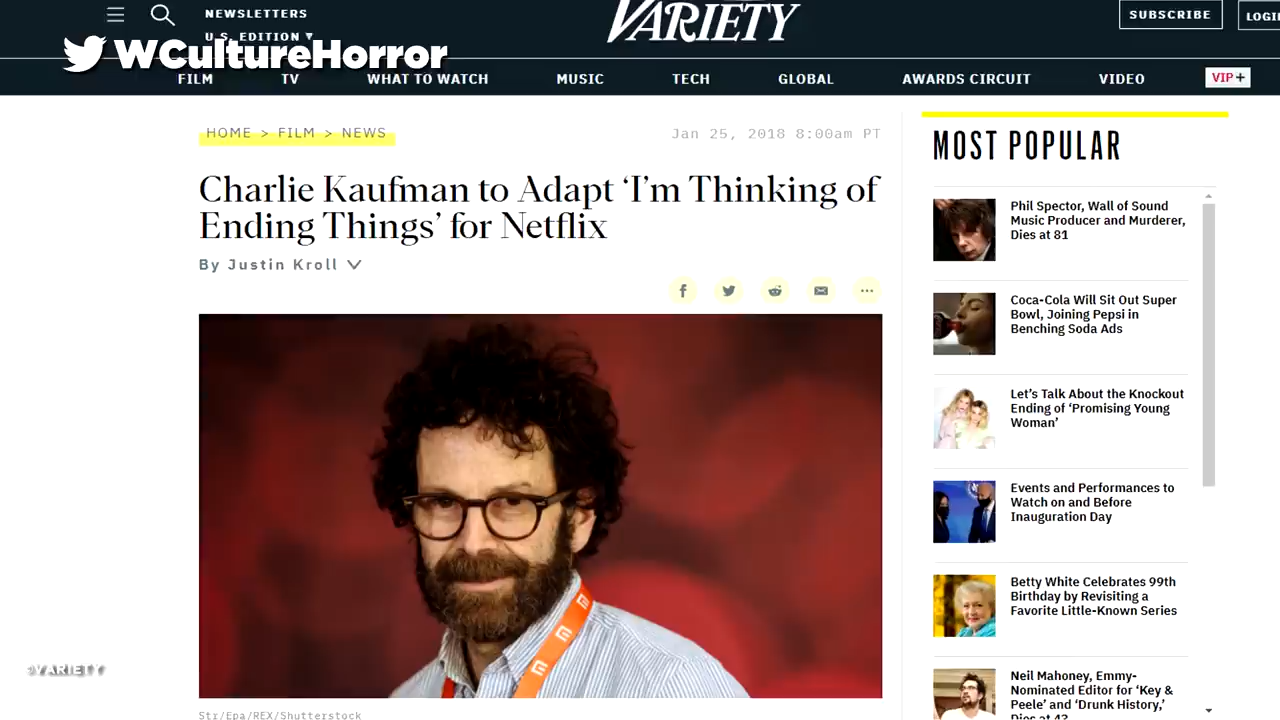 NEWSLETTERS
VARIETY
SUBSCRIBE
U.S. EDITION
WCultureHorror
FILM TV WHAT TO WATCH MUSIC TECH GLOBAL AWARDS CIRCUIT VIDEO VIP+
HOME > FILM > NEWS
Jan 25, 2018 8:00am PT
Charlie Kaufman to Adapt ‘I’m Thinking of
Ending Things’ for Netflix
By Justin Kroll
MOST POPULAR
Phil Spector, Wall of Sound
Music Producer and Murderer,
Dies at 81
Coca-Cola Will Sit Out Super
Bowl, Joining Pepsi in
Benching Soda Ads
Let’s Talk About the Knockout
Ending of ‘Promising Young
Woman’
Events and Performances to
Watch on and Before
Inauguration Day
Betty White Celebrates 99th
Birthday by Revisiting a
Favorite Little-Known Series
Neil Mahoney, Emmy-
Nominated Editor for ‘Key &
Peele’ and ‘Drunk History,’
Dies at 43
©VARIETY
Str/Epa/REX/Shutterstock